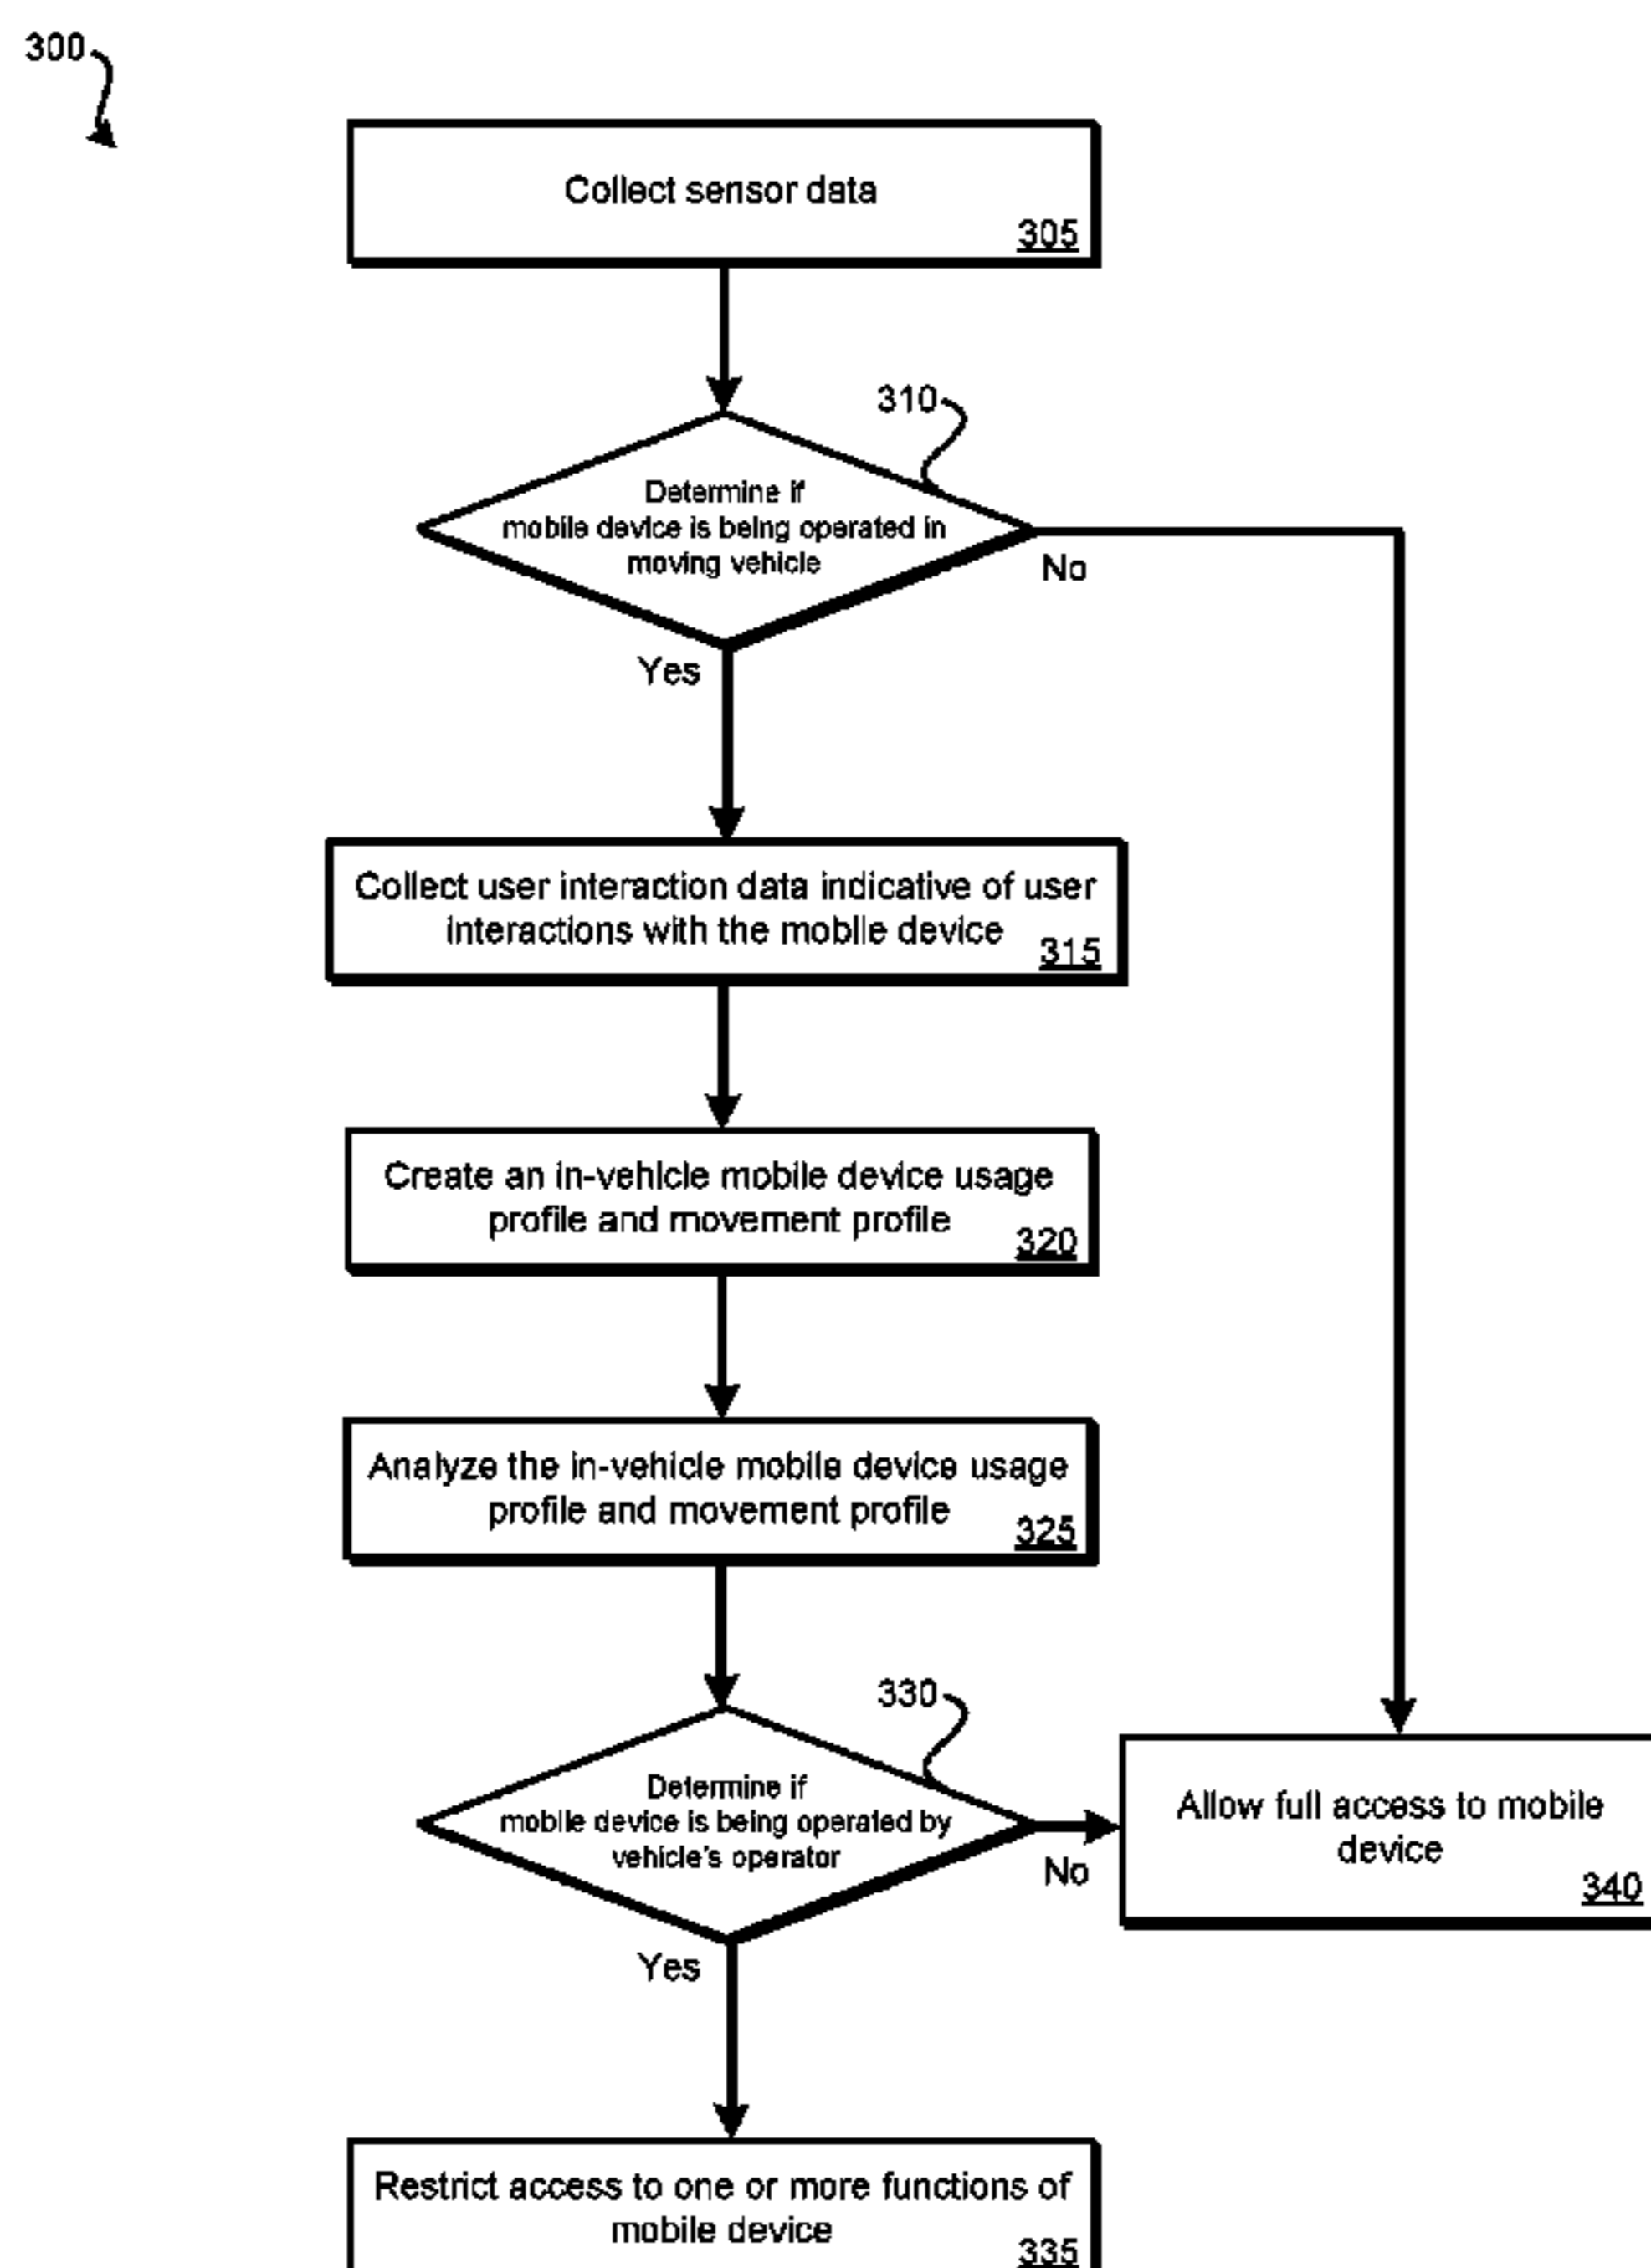 300
Collect sensor data
305
310
Determine if
mobile device is being operated in
moving vehicle
No
Yes
Collect user interaction data indicative of user
interactions with the mobile device
315
Create an in-vehicle mobile device usage
profile and movement profile
320
Analyze the in-vehicle mobile device usage
profile and movement profile
325
330
Determine if
mobile device is being operated by
vehicle's operator
No
Yes
Allow full access to mobile
device
340
Restrict access to one or more functions of
mobile device
335